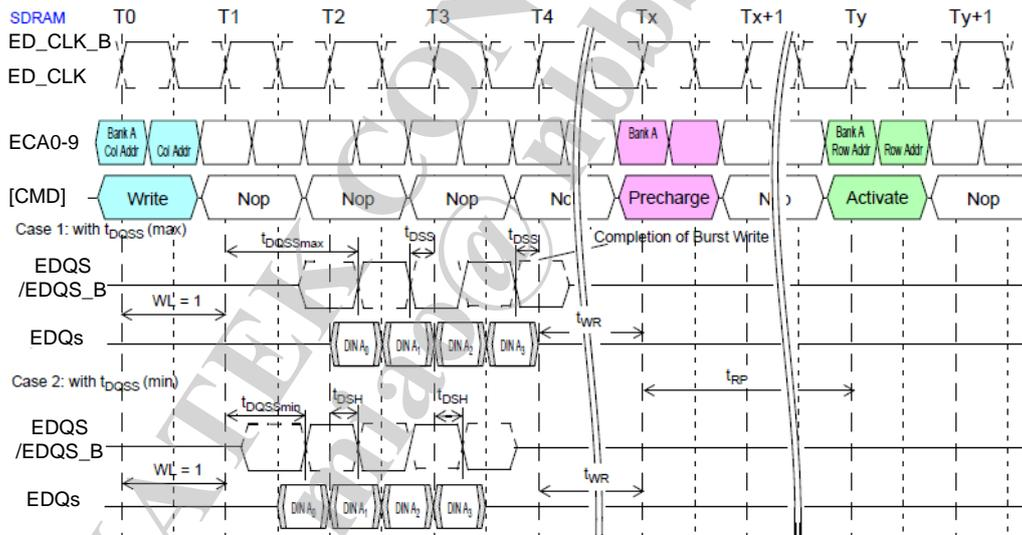 SDRAM T0 T1 T2 T3 T4 Tx Tx+1 Ty Ty+1
ED_CLK_B
ED_CLK
ECA0-9 Bank A Col Addr Col Addr Bank A Bank A Row Addr Row Addr
[CMD] Write Nop Nop Nop Nop Precharge Nop Activate Nop
Case 1: with tDQSS (max)
tDQSSmax tDSS tDSS Completion of Burst Write
EDQS
/EDQS_B
WL = 1
tWR
EDQs DIN A0 DIN A1 DIN A2 DIN A3
tRP
Case 2: with tDQSS (min)
tDQSSmin tDSH tDSH
EDQS
/EDQS_B
WL = 1
tWR
EDQs DIN A0 DIN A1 DIN A2 DIN A3